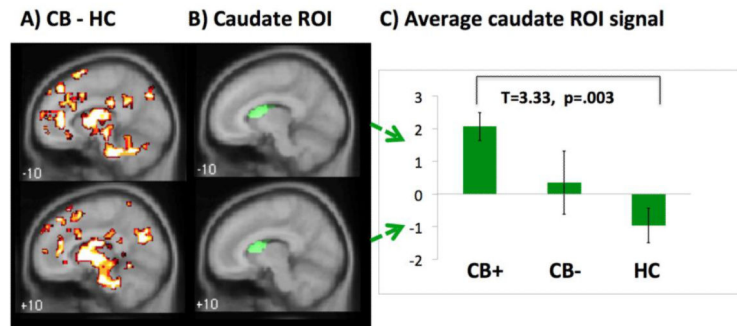 A) CB - HC
B) Caudate ROI
C) Average caudate ROI signal
-10
-10
+10
+10
T=3.33, p=.003
3
2
1
0
-1
-2
CB+
CB-
HC